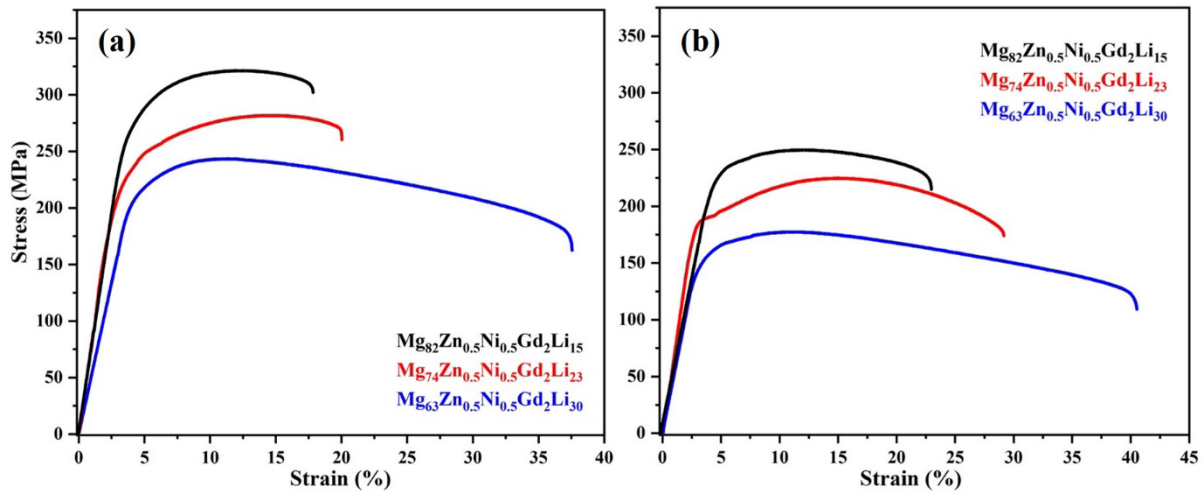 (a)
350
300
250
200
150
100
50
0
Stress (MPa)
Mg₈₂Zn₀.₅Ni₀.₅Gd₂Li₁₅
Mg₇₄Zn₀.₅Ni₀.₅Gd₂Li₂₃
Mg₆₃Zn₀.₅Ni₀.₅Gd₂Li₃₀
0 5 10 15 20 25 30 35 40
Strain (%)
(b)
Mg₈₂Zn₀.₅Ni₀.₅Gd₂Li₁₅
Mg₇₄Zn₀.₅Ni₀.₅Gd₂Li₂₃
Mg₆₃Zn₀.₅Ni₀.₅Gd₂Li₃₀
350
300
250
200
150
100
50
0
0 5 10 15 20 25 30 35 40 45
Strain (%)